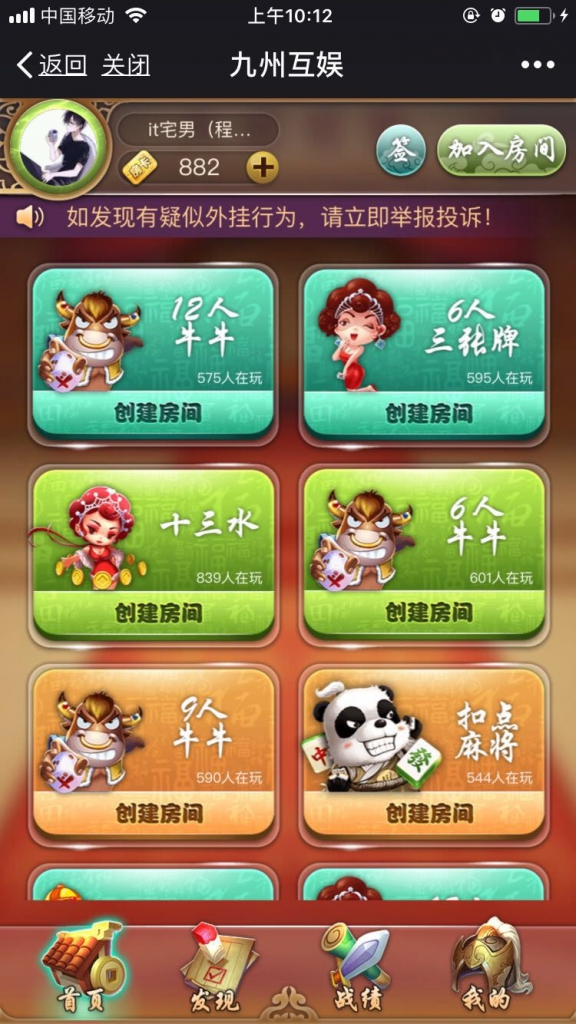 中国移动
上午10:12
返回 关闭
九州互娱
it宅男（程...
房卡
882
签
加入房间
如发现有疑似外挂行为，请立即举报投诉！
12人
牛牛
575人在玩
创建房间
6人
三张牌
595人在玩
创建房间
十三水
839人在玩
创建房间
6人
牛牛
601人在玩
创建房间
9人
牛牛
590人在玩
创建房间
扣点
麻将
544人在玩
创建房间
首页
发现
战绩
我的